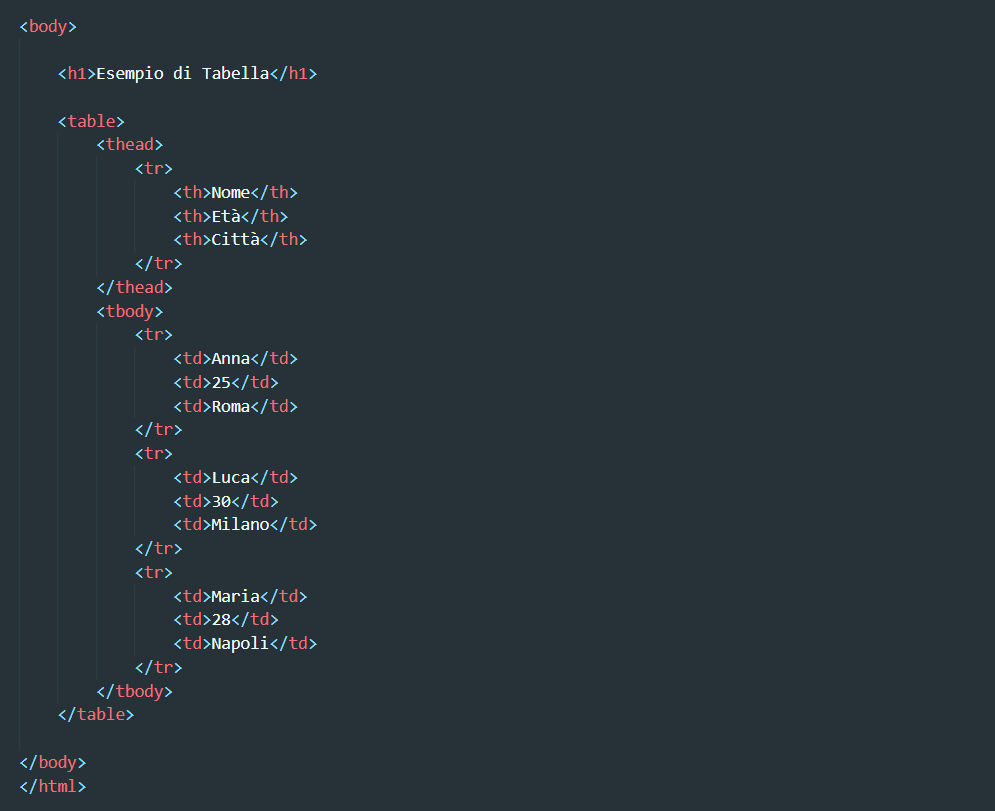 <body>
<h1>Esempio di Tabella</h1>
<table>
<thead>
<tr>
<th>Nome</th>
<th>Età</th>
<th>Città</th>
</tr>
</thead>
<tbody>
<tr>
<td>Anna</td>
<td>25</td>
<td>Roma</td>
</tr>
<tr>
<td>Luca</td>
<td>30</td>
<td>Milano</td>
</tr>
<tr>
<td>Maria</td>
<td>28</td>
<td>Napoli</td>
</tr>
</tbody>
</table>
</body>
</html>